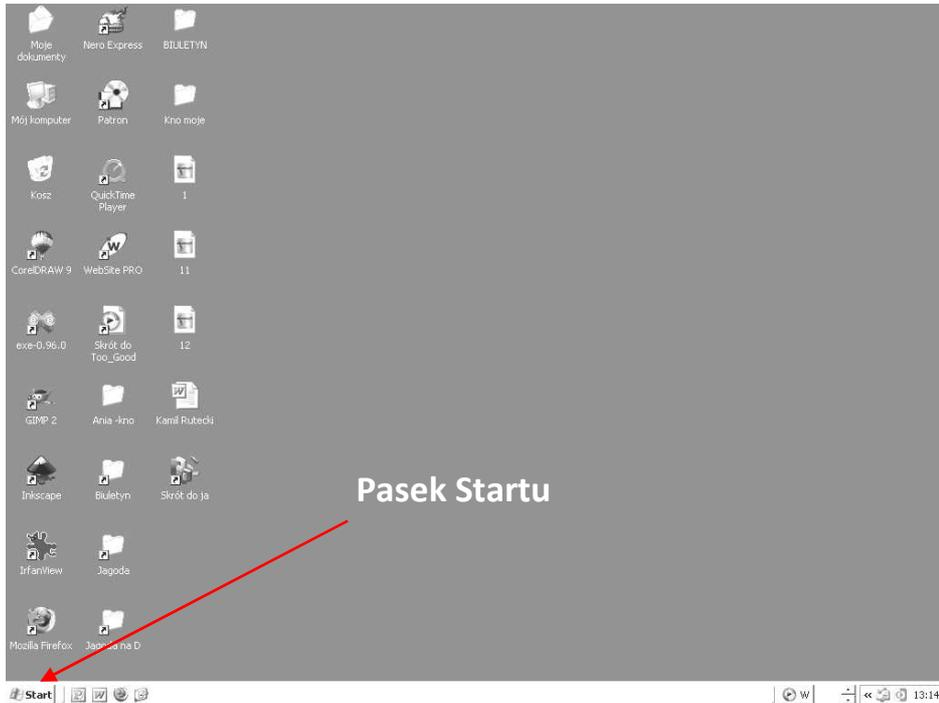 Moje
dokumenty
Nero Express
BIULETYN
Mój komputer
Patron
Kno moje
Kosz
QuickTime
Player
1
CorelDRAW 9
WebSite PRO
11
exe-0.96.0
Skrót do
Too_Good
12
GIMP 2
Ania -kno
Kamil Rutecki
Inkscape
Biuletyn
Skrót do ja
Pasek Startu
IrfanView
Jagoda
Mozilla Firefox
Jagoda na D
Start
W
13:14